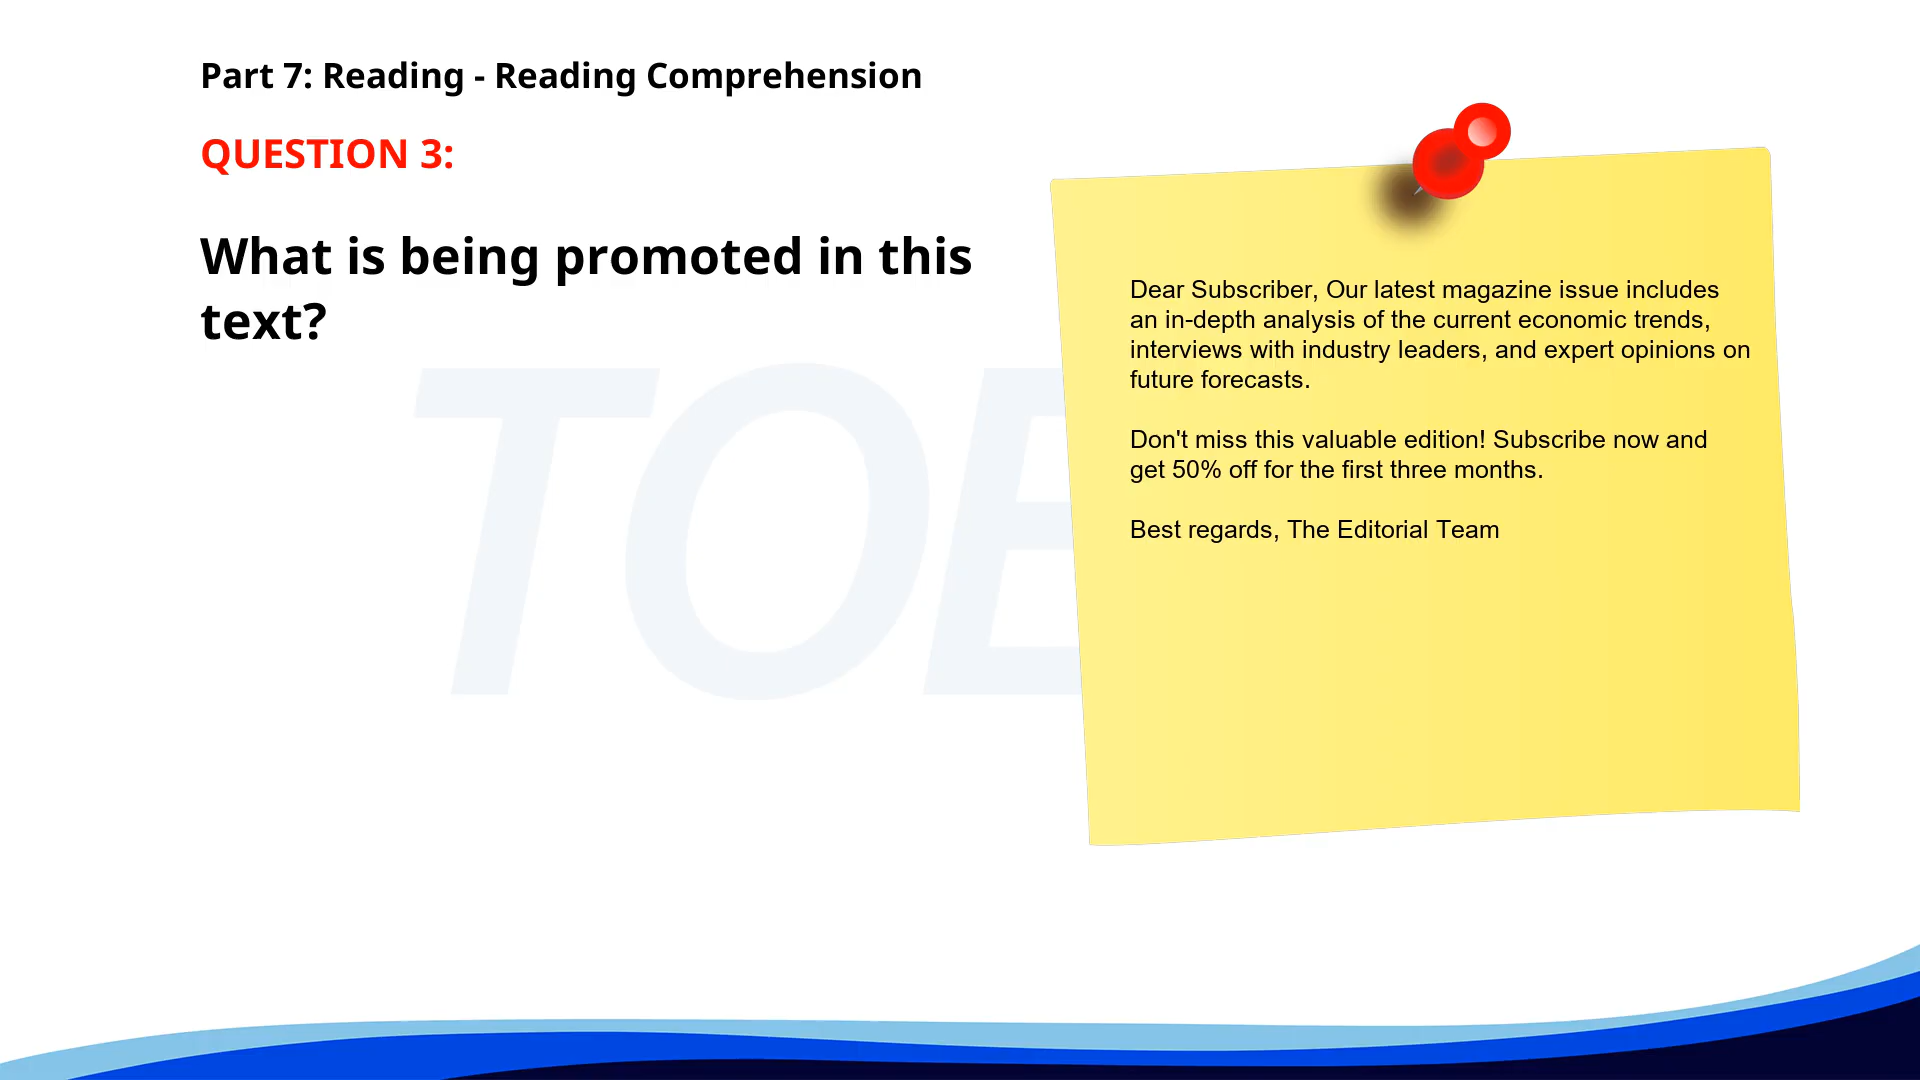 Part 7: Reading - Reading Comprehension
QUESTION 3:
What is being promoted in this
text?
TOE
Dear Subscriber, Our latest magazine issue includes
an in-depth analysis of the current economic trends,
interviews with industry leaders, and expert opinions on
future forecasts.
Don't miss this valuable edition! Subscribe now and
get 50% off for the first three months.
Best regards, The Editorial Team